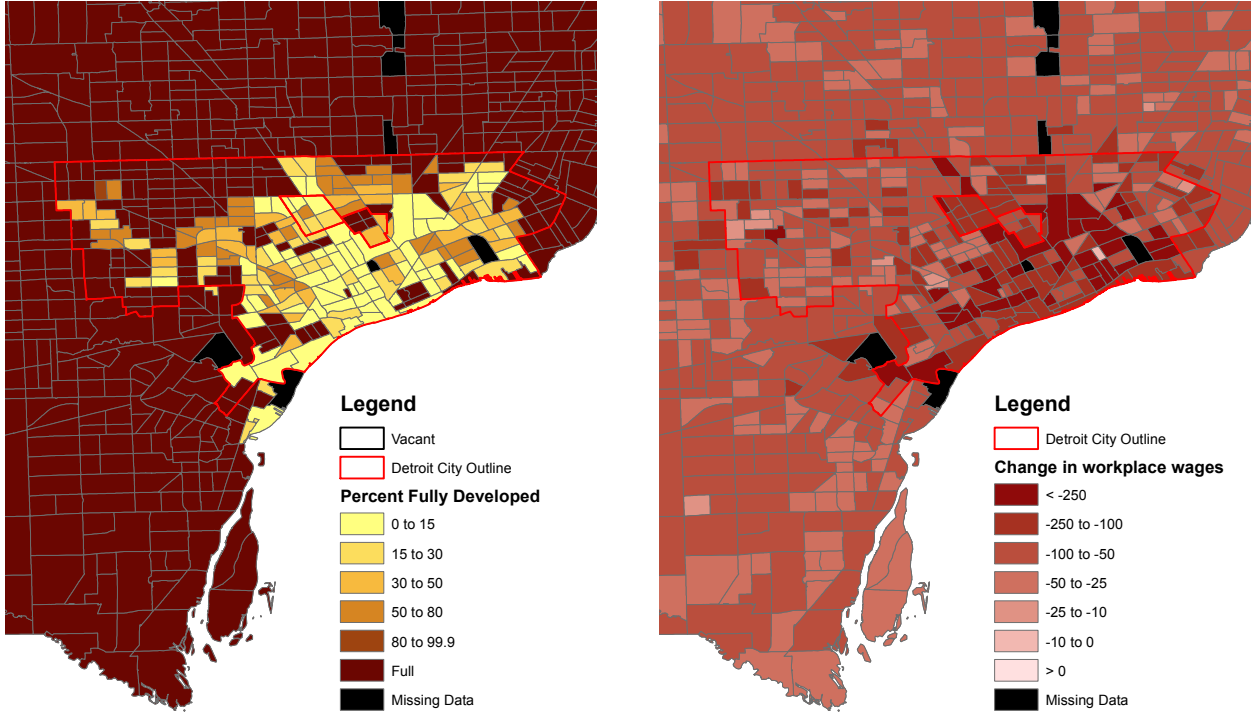 Legend
Vacant
Detroit City Outline
Percent Fully Developed
0 to 15
15 to 30
30 to 50
50 to 80
80 to 99.9
Full
Missing Data
Legend
Detroit City Outline
Change in workplace wages
< -250
-250 to -100
-100 to -50
-50 to -25
-25 to -10
-10 to 0
> 0
Missing Data